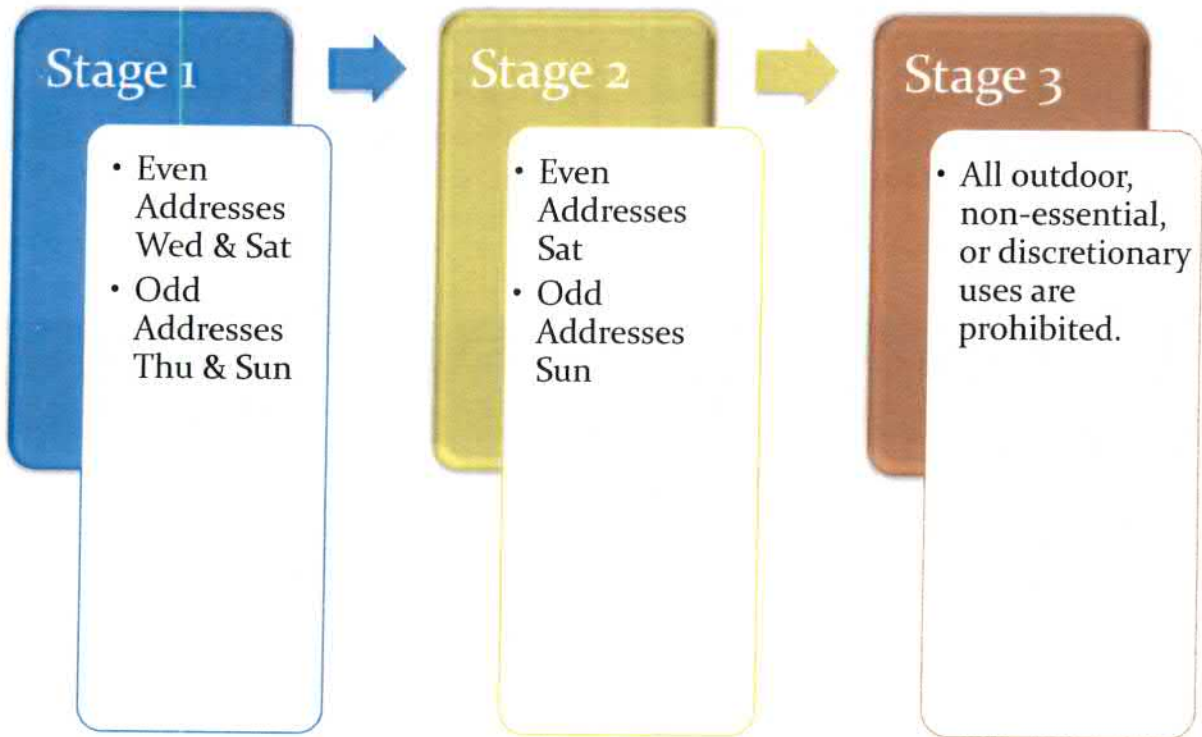 Stage 1
• Even
Addresses
Wed & Sat
• Odd
Addresses
Thu & Sun
Stage 2
• Even
Addresses
Sat
• Odd
Addresses
Sun
Stage 3
• All outdoor,
non-essential,
or discretionary
uses are
prohibited.